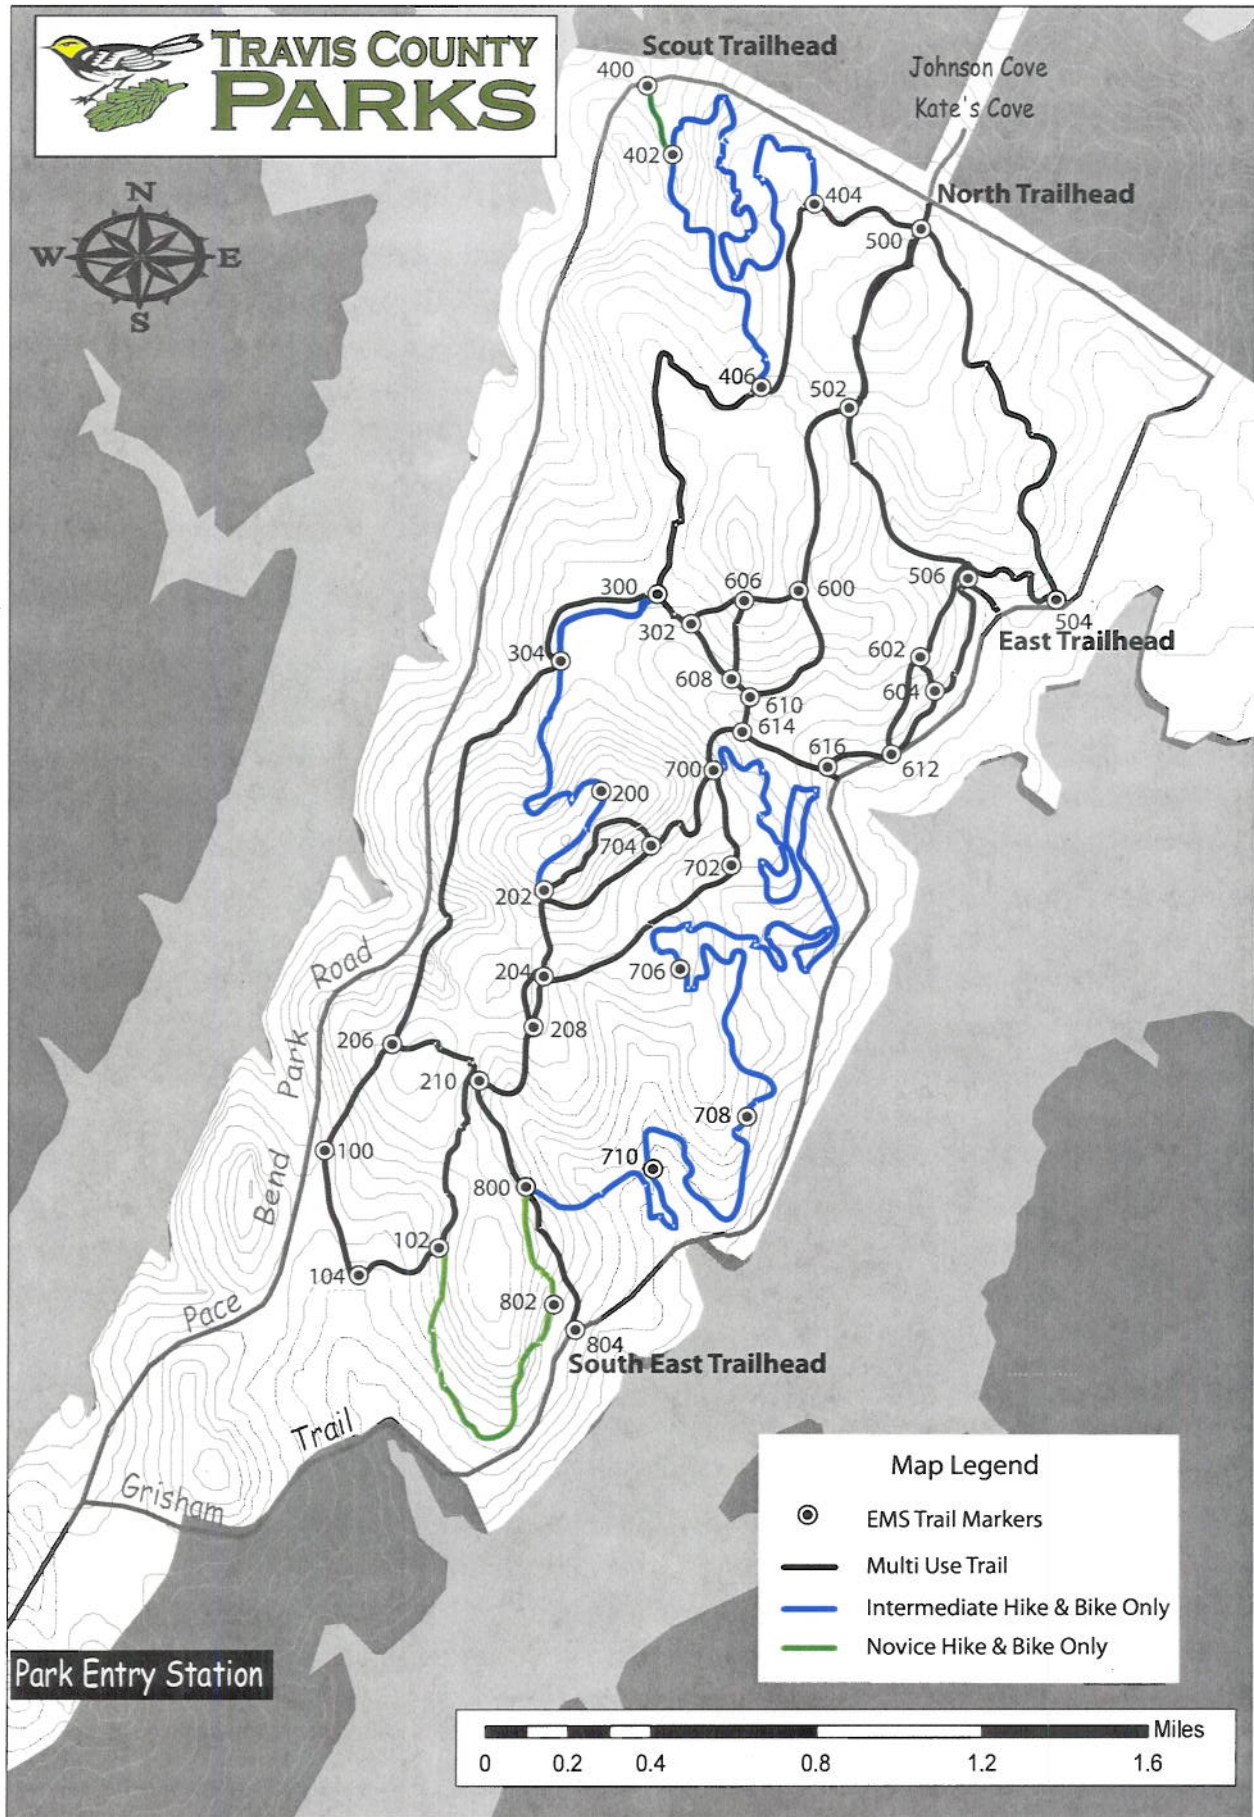 TRAVIS COUNTY
PARKS
Scout Trailhead
400
Johnson Cove
Kate's Cove
402
N
W
E
S
404
North Trailhead
500
406
502
300
606
600
506
504
302
East Trailhead
304
602
608
604
610
614
616
612
700
200
704
702
202
Road
706
204
208
206
Park
210
708
100
710
Bend
800
102
104
802
804
Pace
South East Trailhead
Trail
Grisham
Map Legend
EMS Trail Markers
Multi Use Trail
Intermediate Hike & Bike Only
Novice Hike & Bike Only
Park Entry Station
Miles
0 0.2 0.4 0.8 1.2 1.6